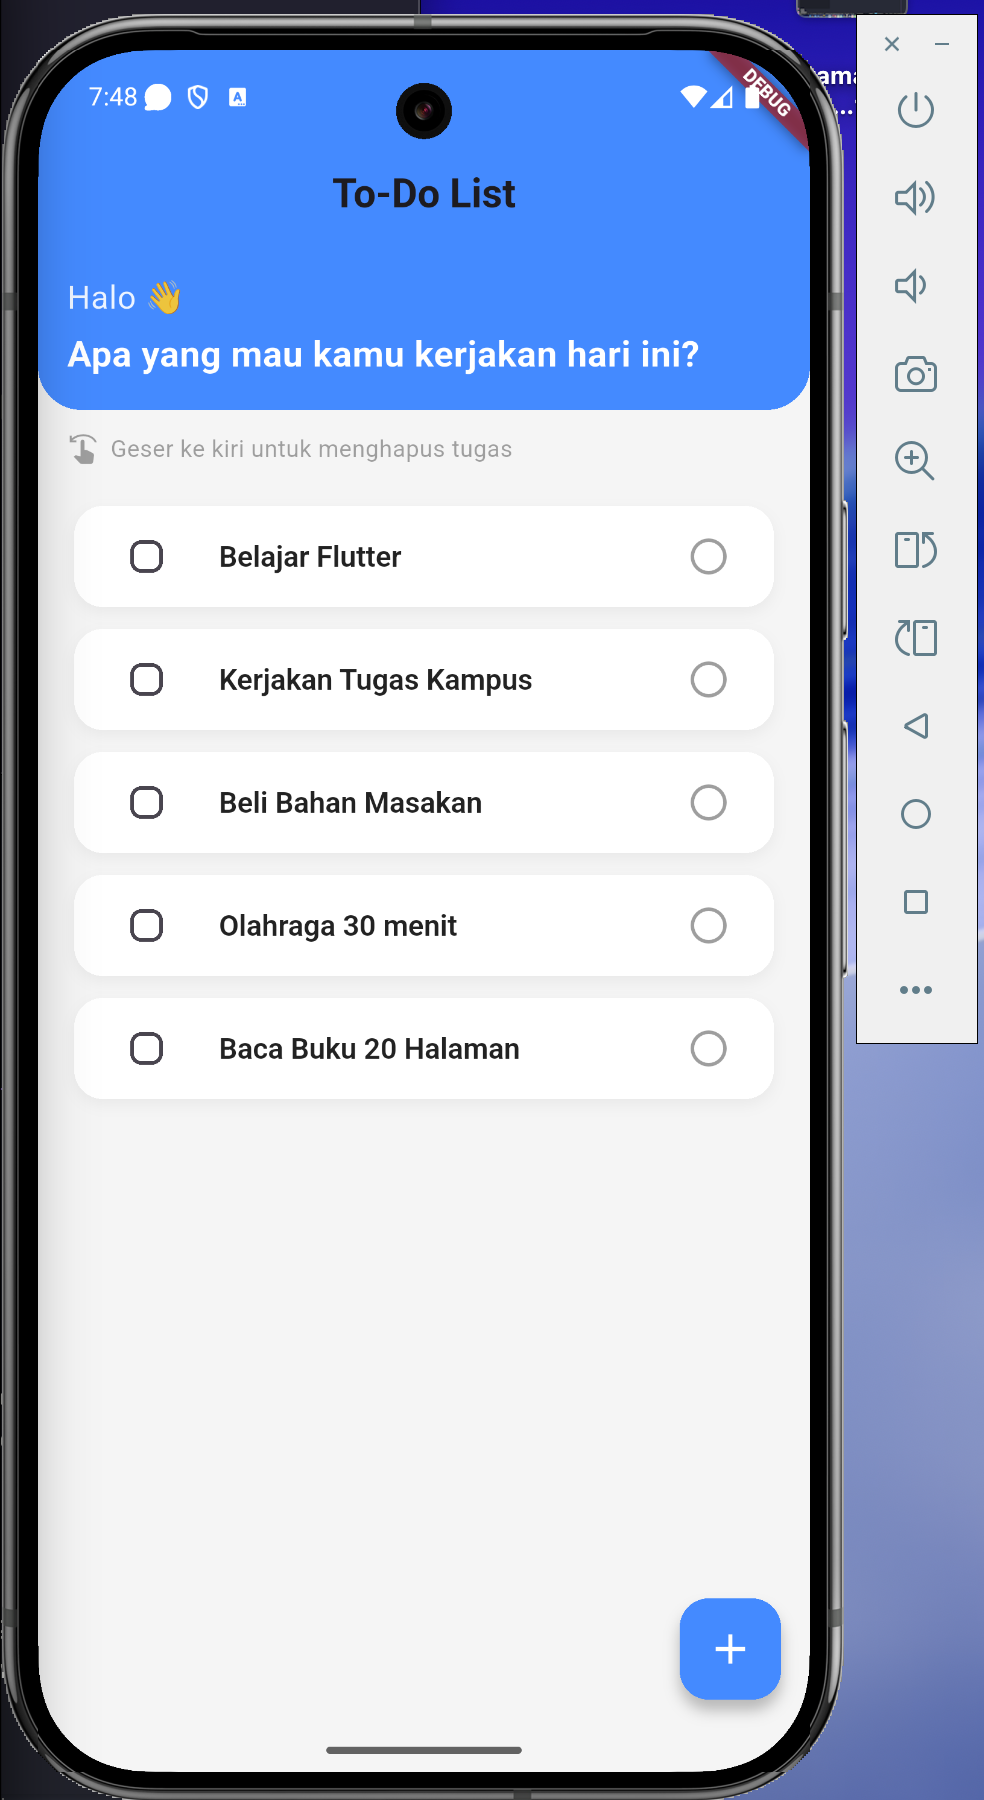 7:48
A
DEBUG
ama
...
To-Do List
Halo 👋
Apa yang mau kamu kerjakan hari ini?
Geser ke kiri untuk menghapus tugas
Belajar Flutter
Kerjakan Tugas Kampus
Beli Bahan Masakan
Olahraga 30 menit
Baca Buku 20 Halaman